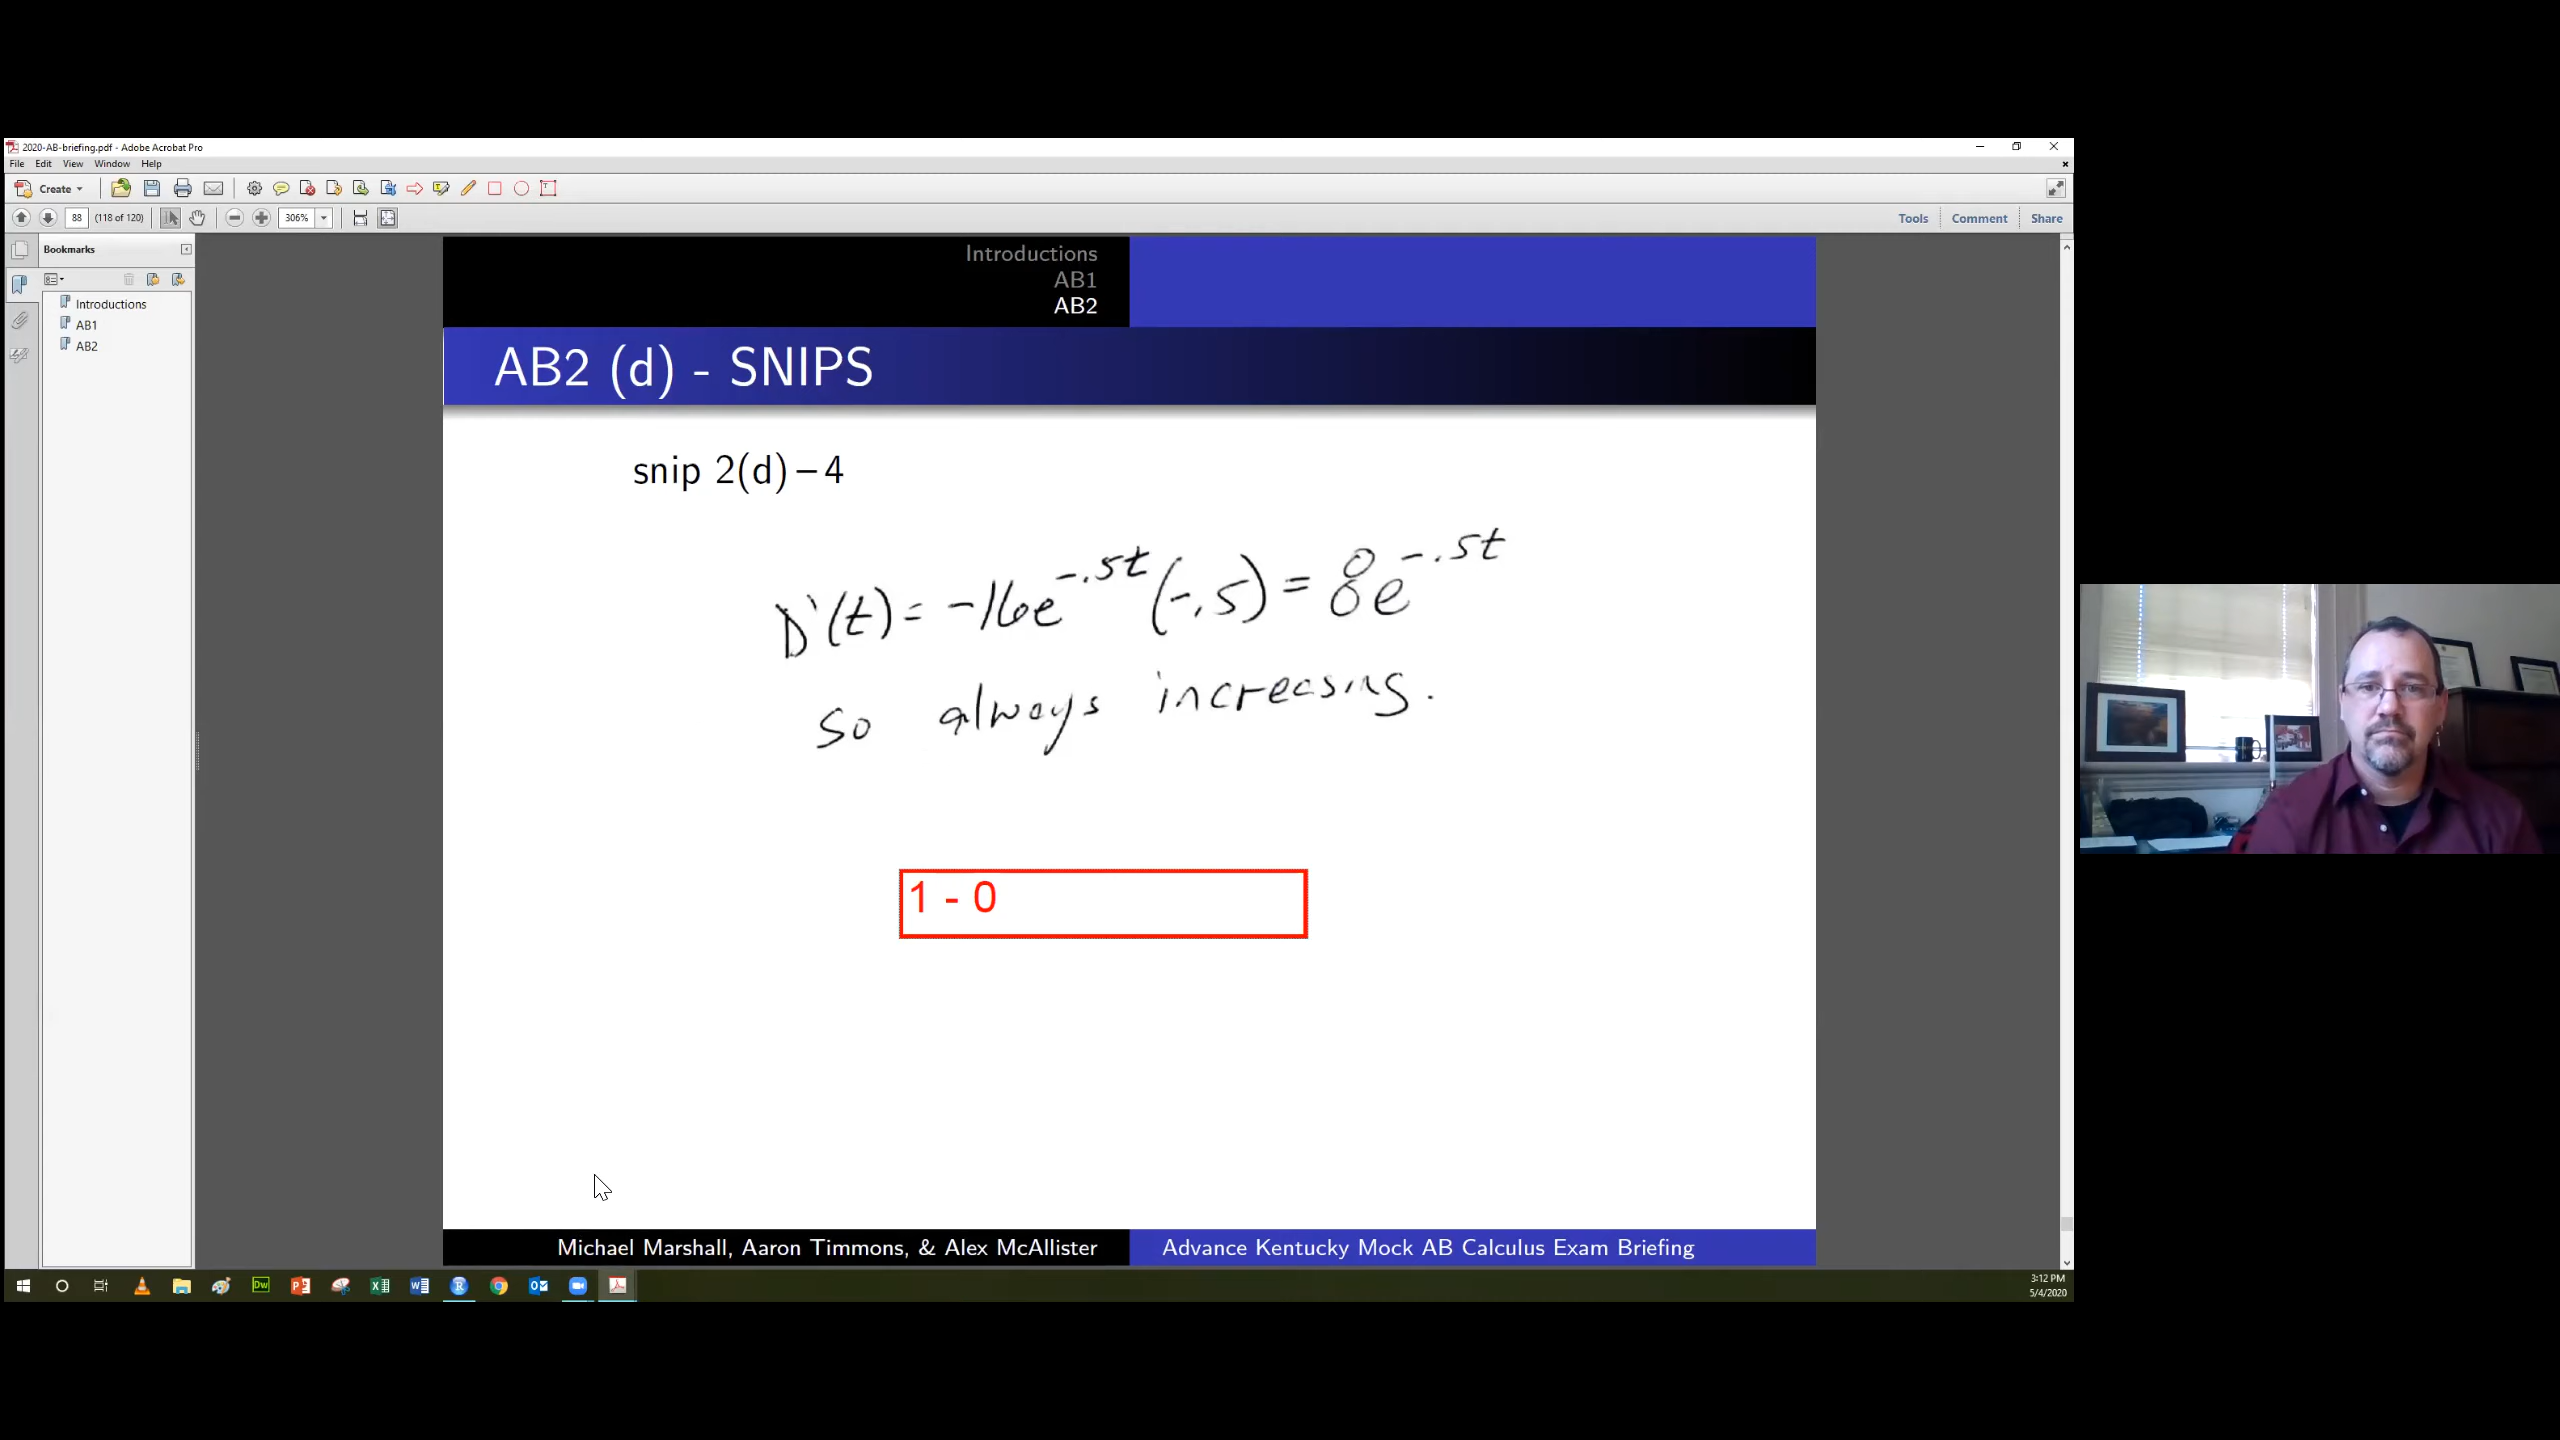 2020-AB-briefing.pdf - Adobe Acrobat Pro
File Edit View Window Help
Create
88 (118 of 120) 306% Tools Comment Share
Bookmarks
Introductions
AB1
AB2
Introductions
AB1
AB2
AB2 (d) - SNIPS
snip 2(d) – 4
D'(t) = -16e^{-.5t}(-.5) = 8e^{-.5t}
so always increasing.
1 - 0
Michael Marshall, Aaron Timmons, & Alex McAllister Advance Kentucky Mock AB Calculus Exam Briefing
3:12 PM
5/4/2020